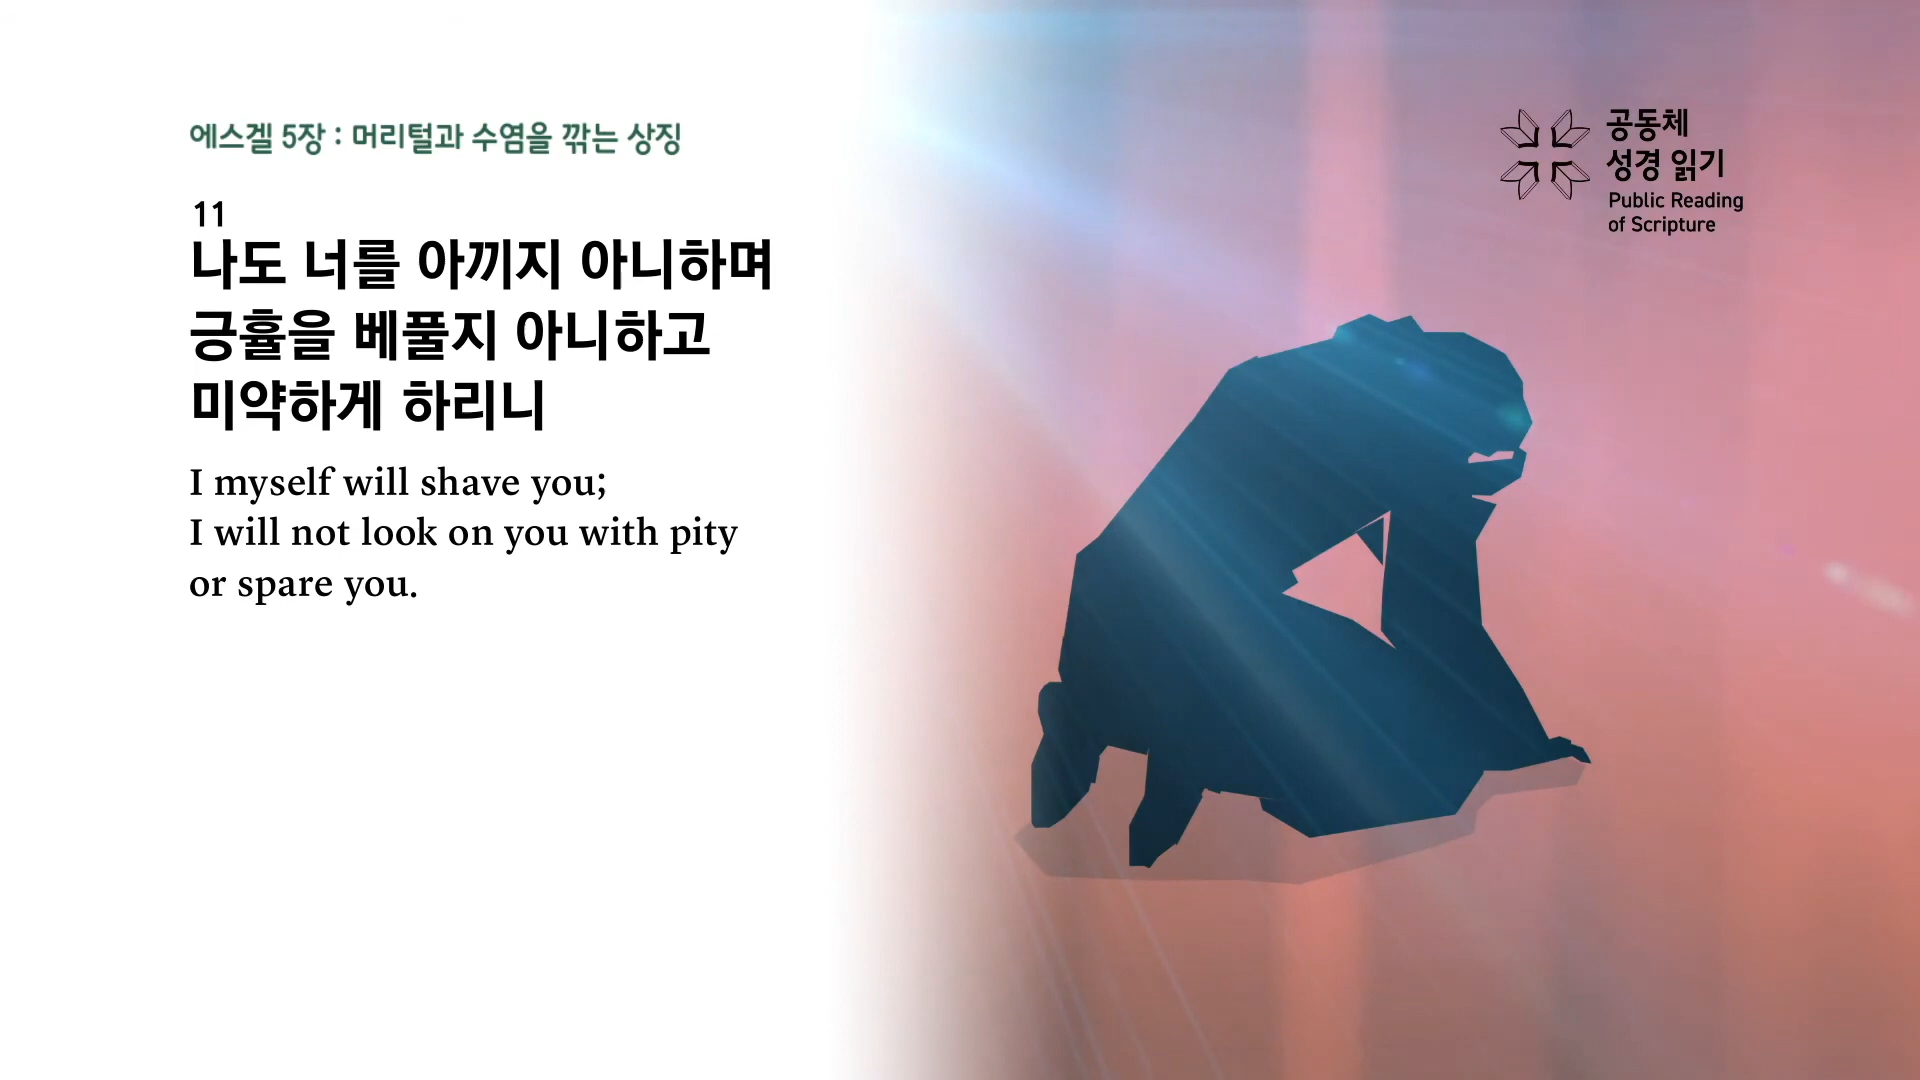 에스겔 5장 : 머리털과 수염을 깎는 상징
11
나도 너를 아끼지 아니하며
긍휼을 베풀지 아니하고
미약하게 하리니
I myself will shave you;
I will not look on you with pity
or spare you.
공동체
성경 읽기
Public Reading
of Scripture